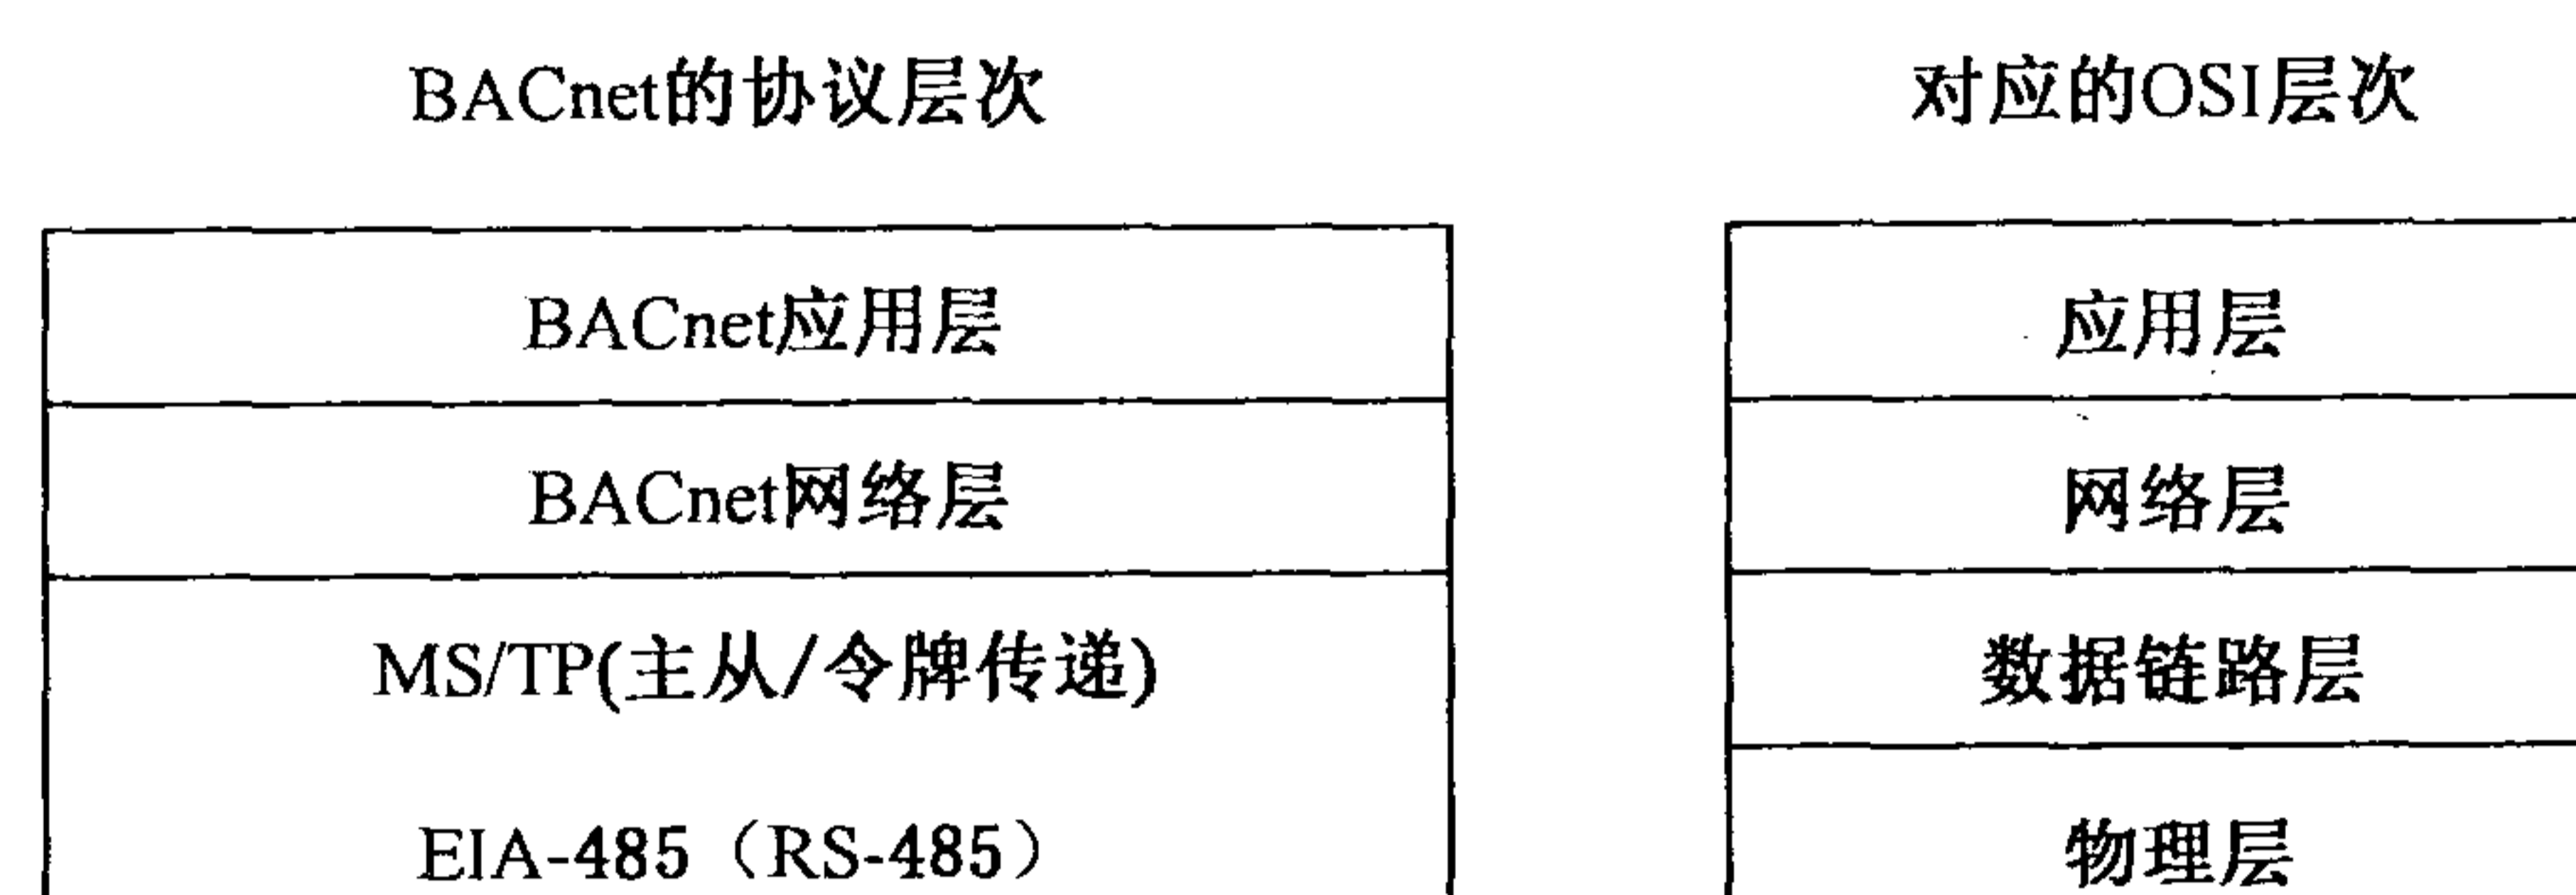 BACnet的协议层次
对应的OSI层次
BACnet应用层
应用层
BACnet网络层
网络层
MS/TP(主从/令牌传递)
数据链路层
EIA-485（RS-485）
物理层